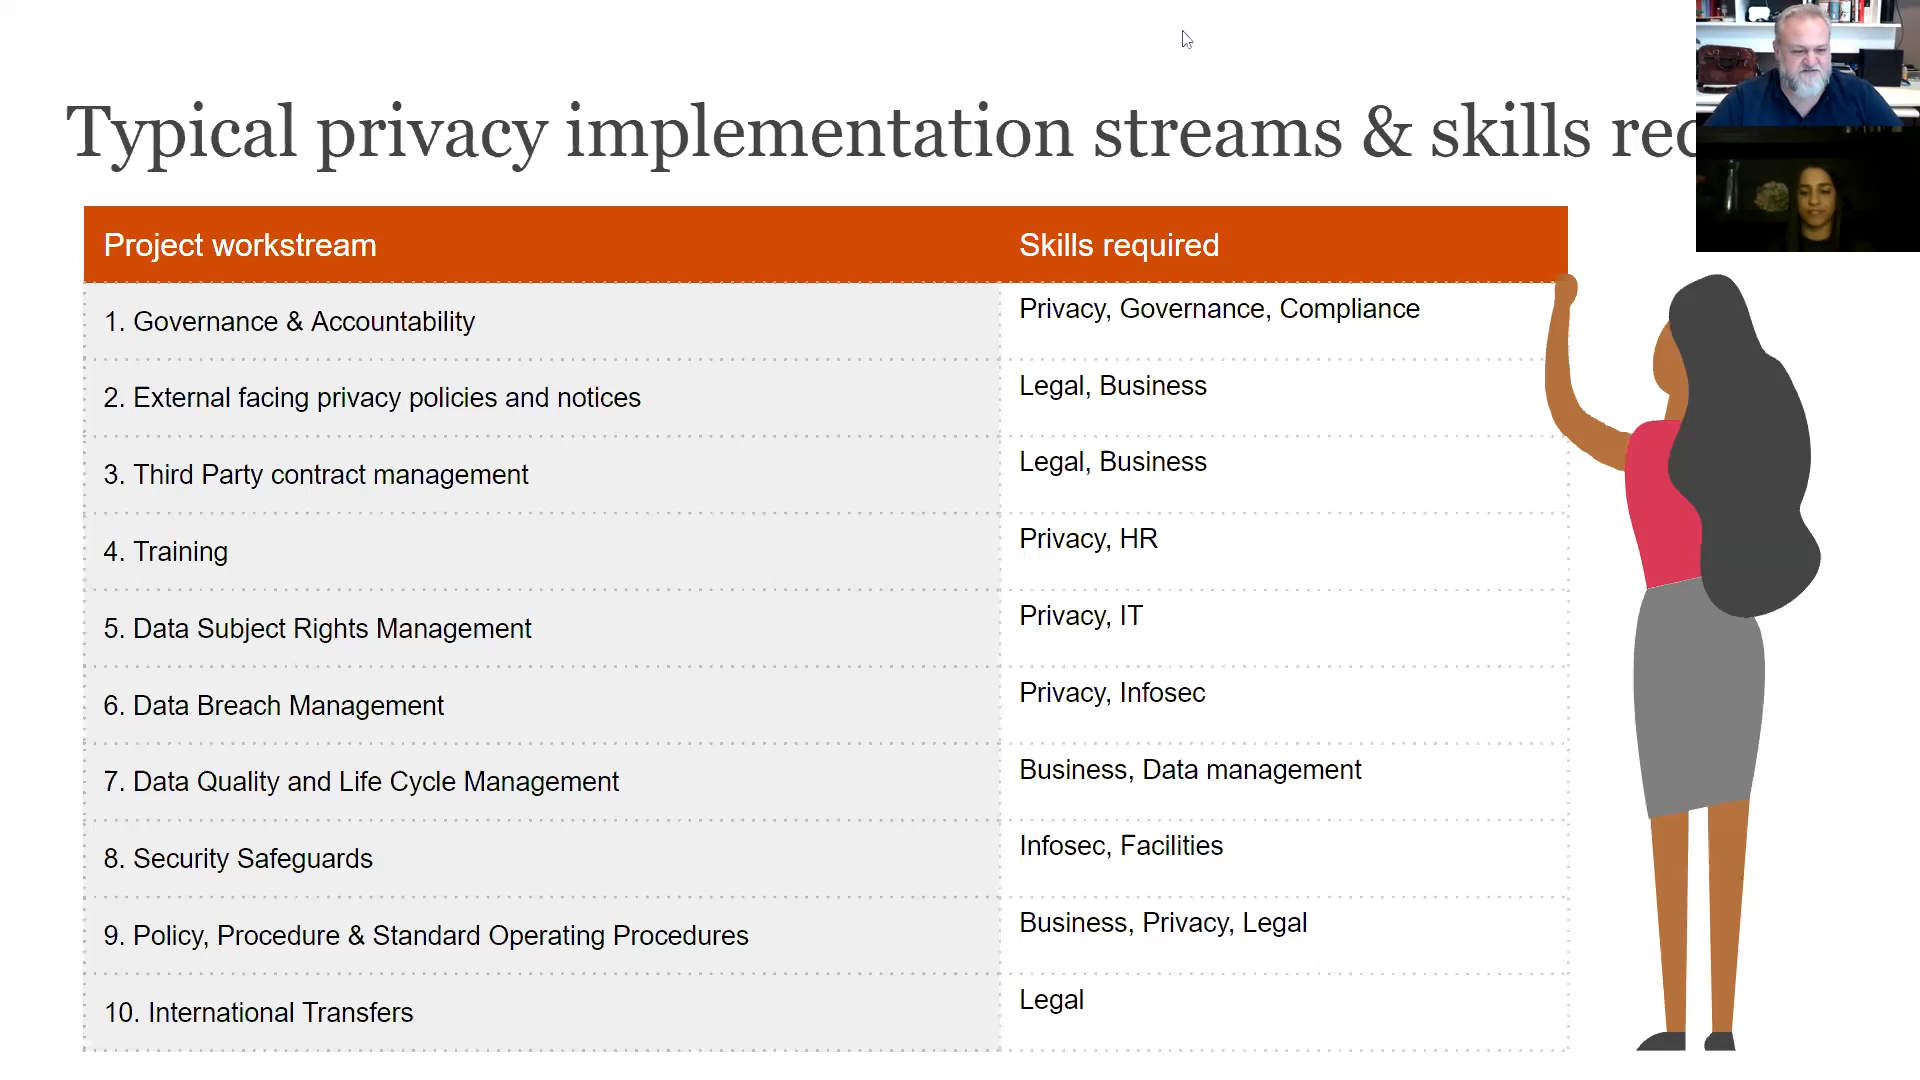 Typical privacy implementation streams & skills
Project workstream Skills required
1. Governance & Accountability Privacy, Governance, Compliance
2. External facing privacy policies and notices Legal, Business
3. Third Party contract management Legal, Business
4. Training Privacy, HR
5. Data Subject Rights Management Privacy, IT
6. Data Breach Management Privacy, Infosec
7. Data Quality and Life Cycle Management Business, Data management
8. Security Safeguards Infosec, Facilities
9. Policy, Procedure & Standard Operating Procedures Business, Privacy, Legal
10. International Transfers Legal